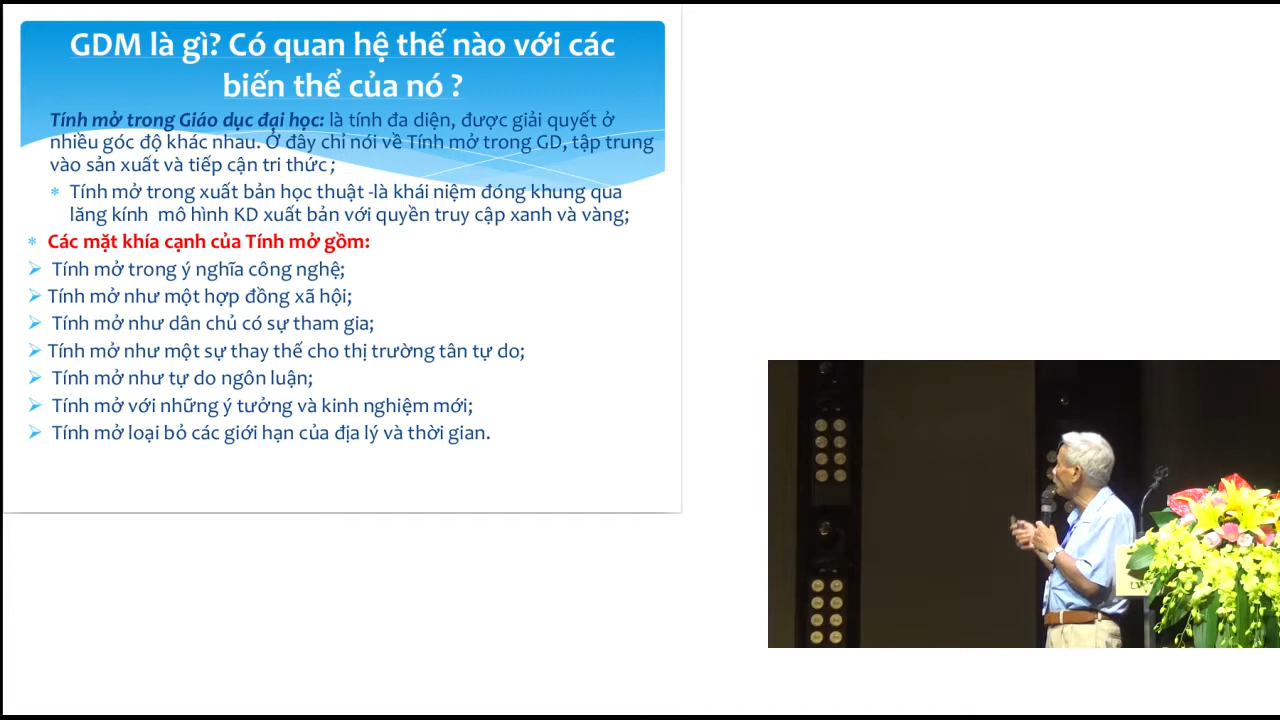 GDM là gì? Có quan hệ thế nào với các
biến thể của nó ?
Tính mở trong Giáo dục đại học: là tính đa diện, được giải quyết ở
nhiều góc độ khác nhau. Ở đây chỉ nói về Tính mở trong GD, tập trung
vào sản xuất và tiếp cận tri thức ;
* Tính mở trong xuất bản học thuật -là khái niệm đóng khung qua
lăng kính mô hình KD xuất bản với quyền truy cập xanh và vàng;
* Các mặt khía cạnh của Tính mở gồm:
➢ Tính mở trong ý nghĩa công nghệ;
➢ Tính mở như một hợp đồng xã hội;
➢ Tính mở như dân chủ có sự tham gia;
➢ Tính mở như một sự thay thế cho thị trường tân tự do;
➢ Tính mở như tự do ngôn luận;
➢ Tính mở với những ý tưởng và kinh nghiệm mới;
➢ Tính mở loại bỏ các giới hạn của địa lý và thời gian.